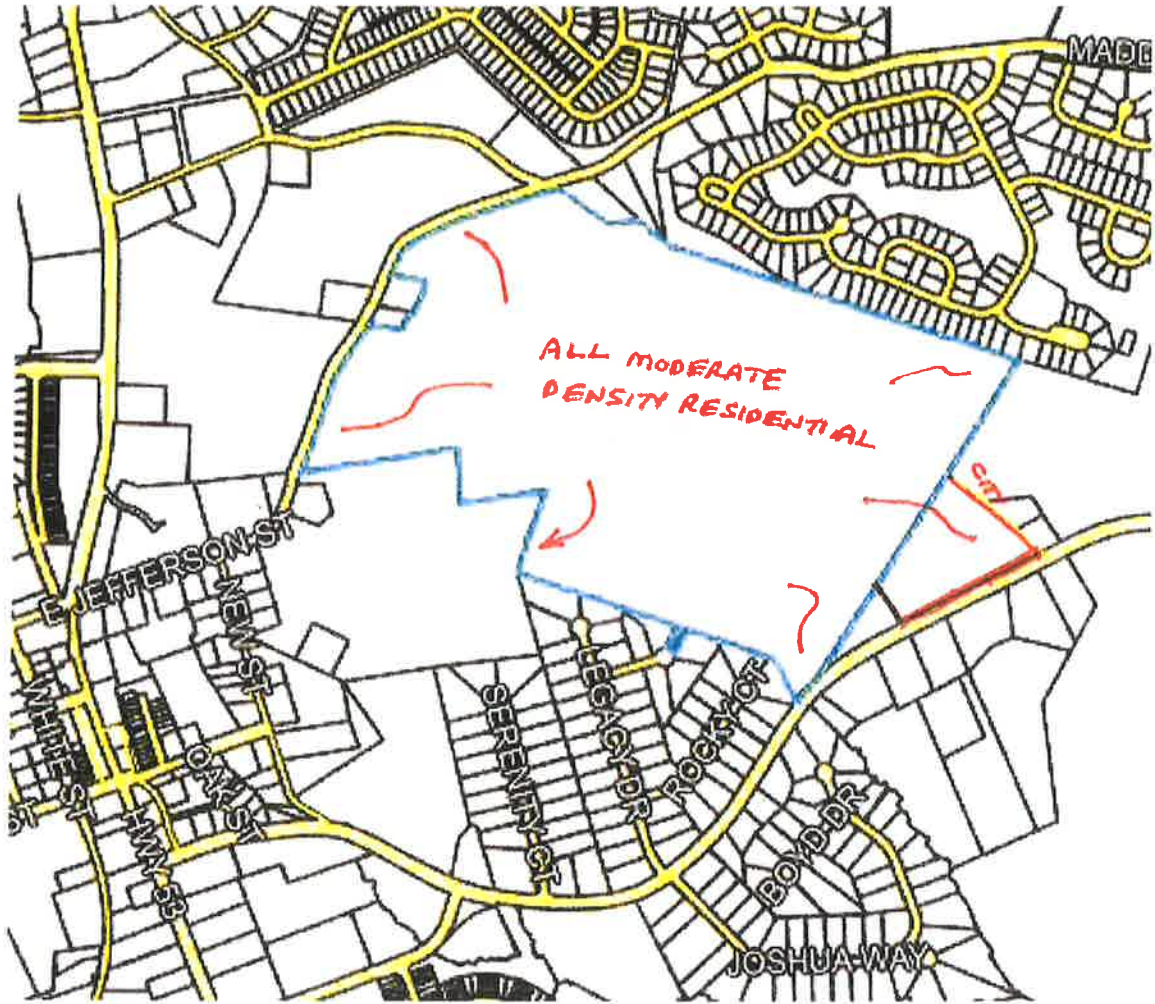 MADD
ALL MODERATE
DENSITY RESIDENTIAL
CITY
E JEFFERSON ST
NEW ST
WHITE ST
OAK ST
HWY 53
ST
SERENITY CT
LEGACY DR
ROCKY CT
BOYD DR
JOSHUA WAY